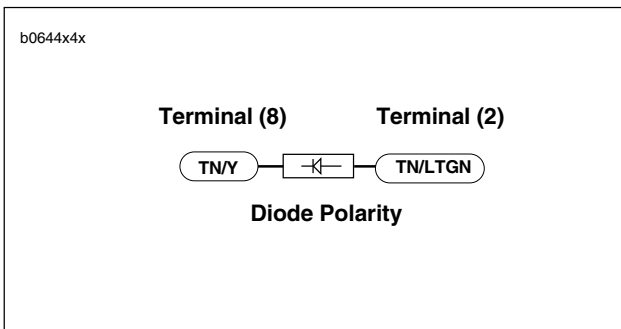 b0644x4x
Terminal (8) Terminal (2)
TN/Y TN/LTGN
Diode Polarity